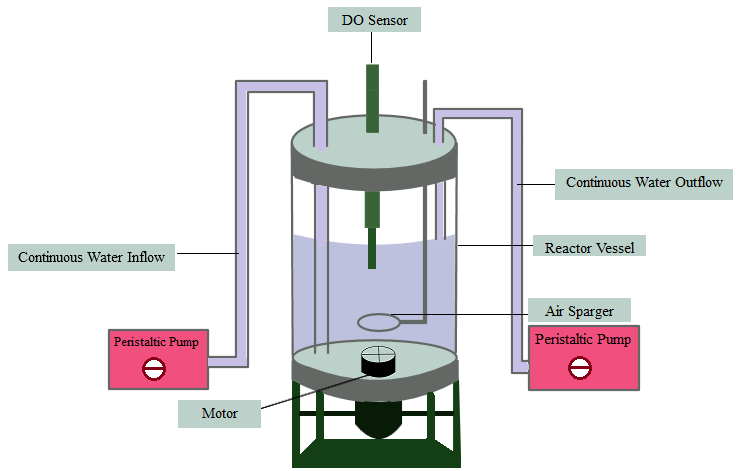 DO Sensor
Continuous Water Outflow
Continuous Water Inflow
Reactor Vessel
Air Sparger
Peristaltic Pump
Peristaltic Pump
Motor